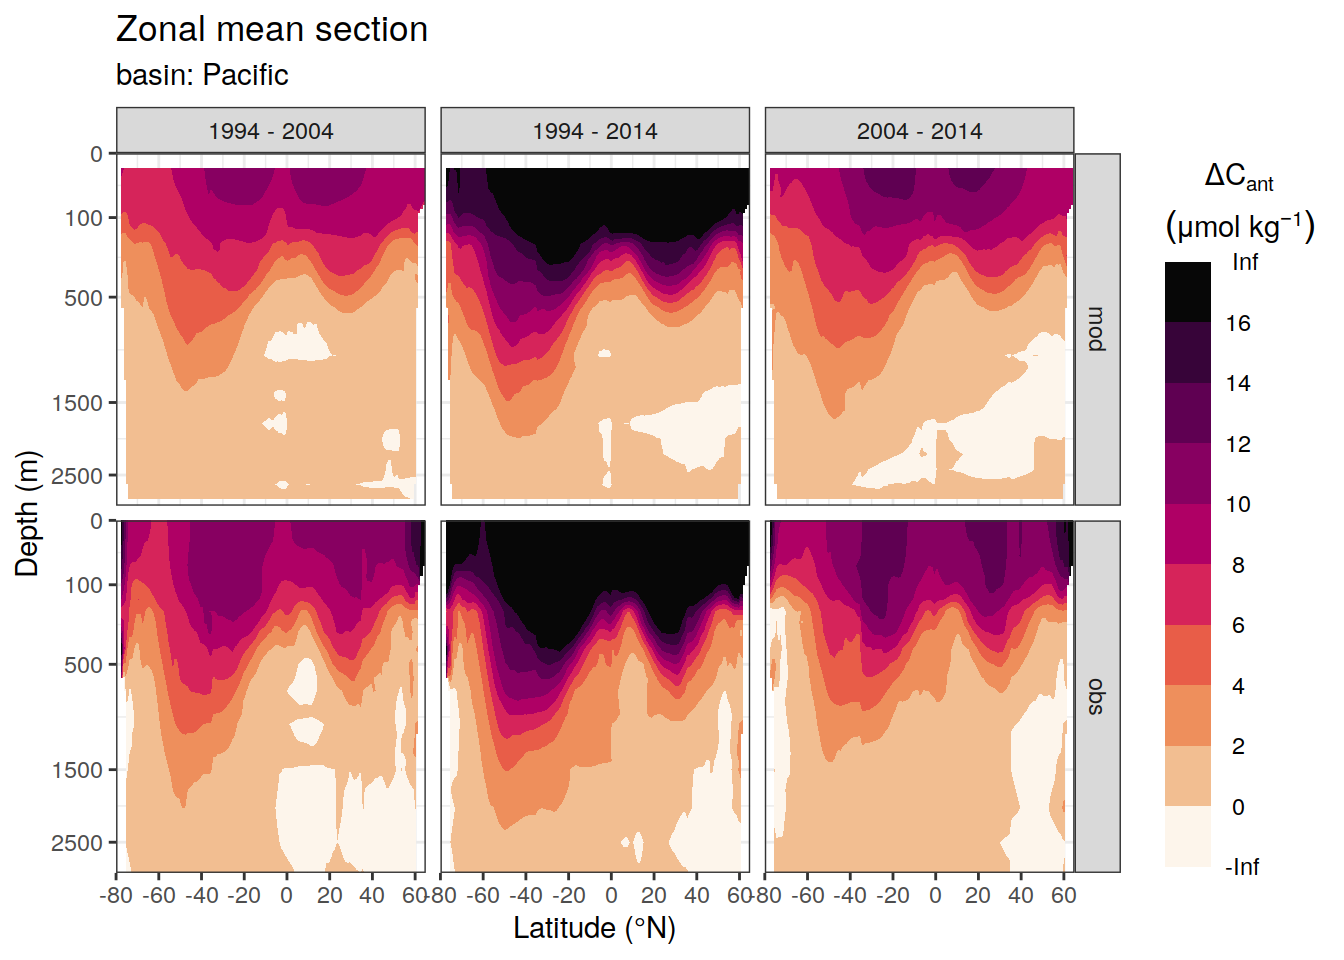 Zonal mean section
basin: Pacific
1994 - 2004
1994 - 2014
2004 - 2014
0
100
500
1500
2500
mod
0
100
500
1500
2500
obs
Depth (m)
-80 -60 -40 -20 0 20 40 60
-80 -60 -40 -20 0 20 40 60
-80 -60 -40 -20 0 20 40 60
Latitude (°N)
ΔCant
(μmol kg⁻¹)
Inf
16
14
12
10
8
6
4
2
0
-Inf